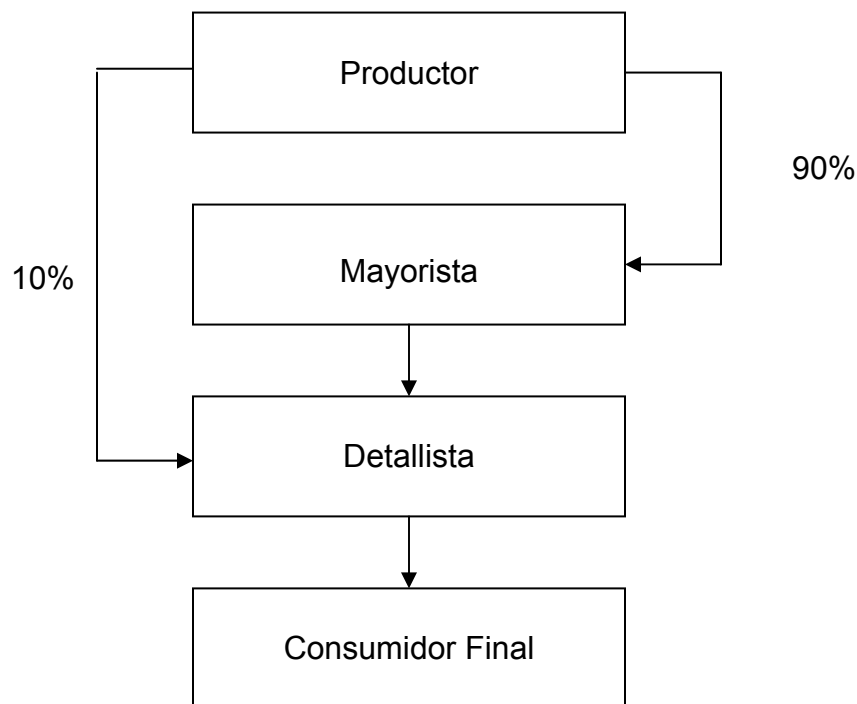 Productor
90%
Mayorista
10%
Detallista
Consumidor Final